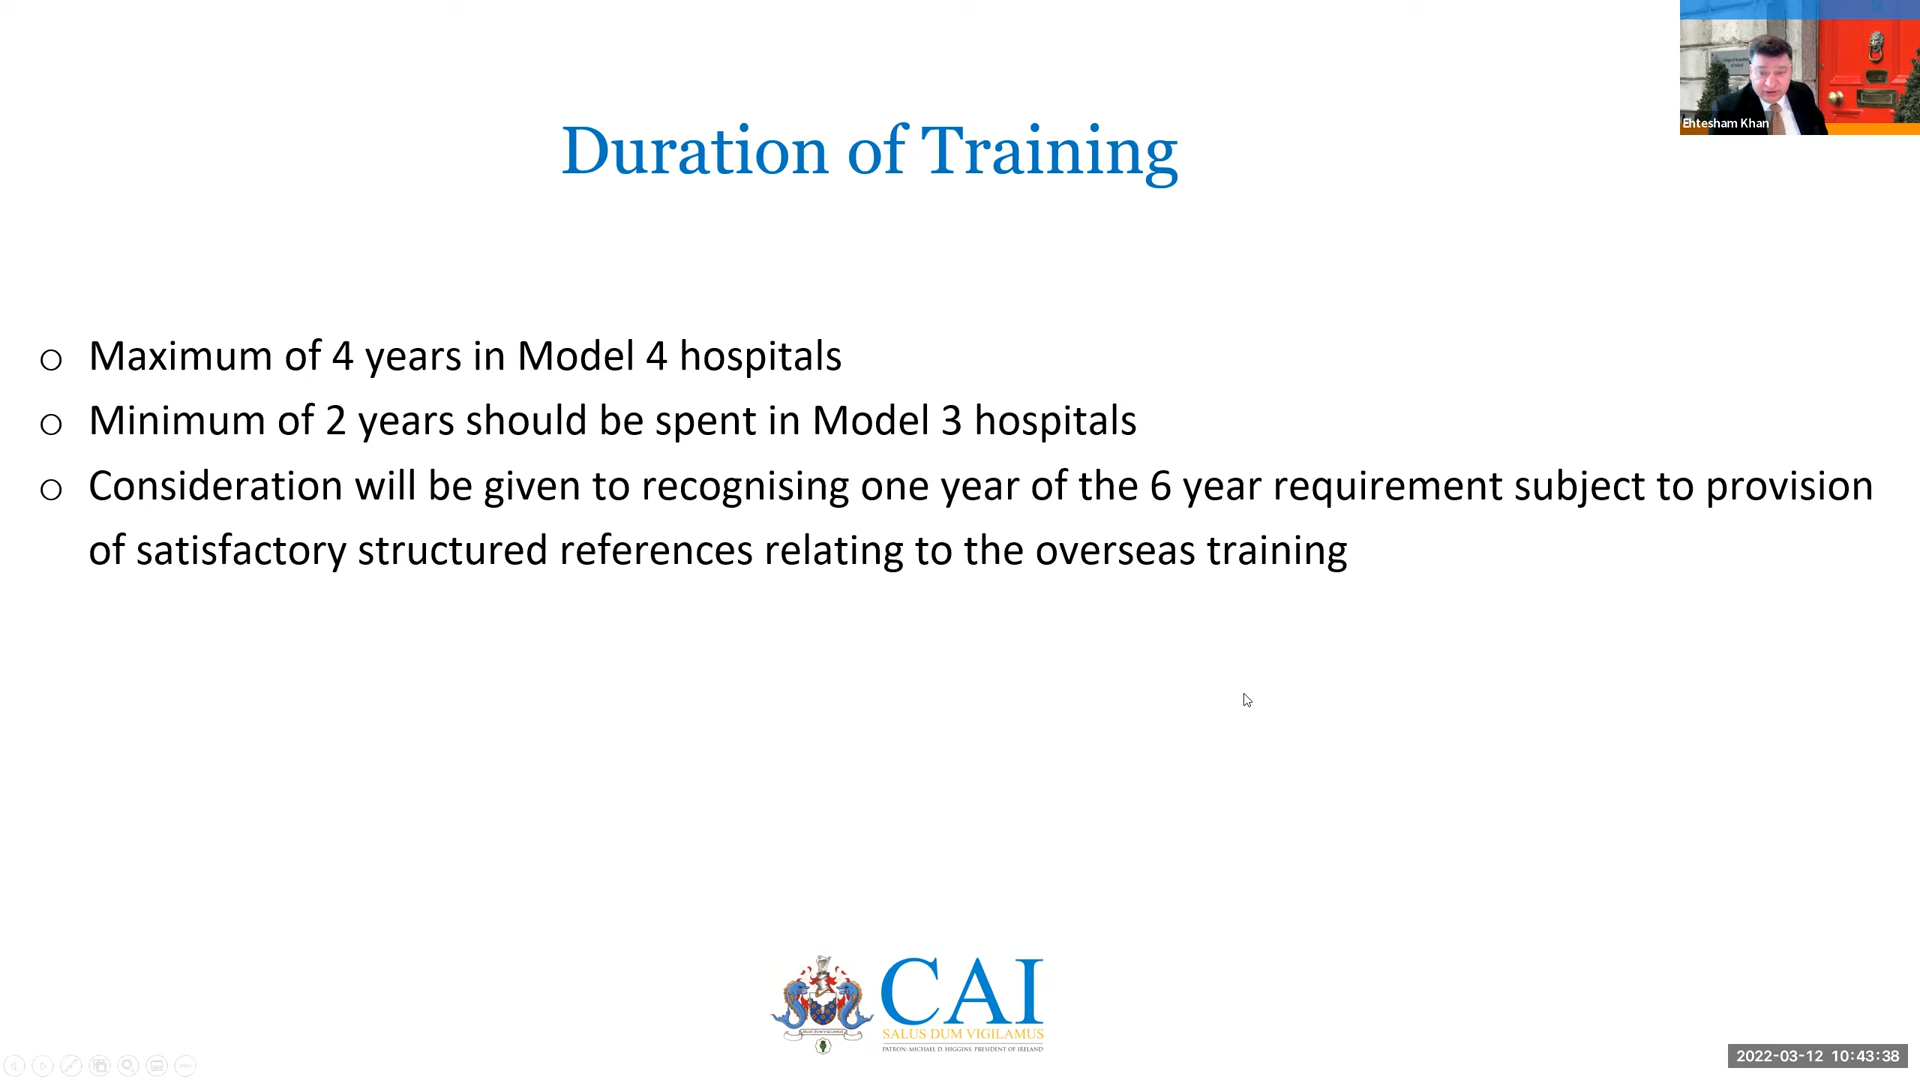 Ehtesham Khan
Duration of Training
o Maximum of 4 years in Model 4 hospitals
o Minimum of 2 years should be spent in Model 3 hospitals
o Consideration will be given to recognising one year of the 6 year requirement subject to provision
of satisfactory structured references relating to the overseas training
CAI
SALUS DUM VIGILAMUS
PATRON: MICHAEL D. HIGGINS, PRESIDENT OF IRELAND
SALUS DUM VIGILAMUS
2022-03-12 10:43:38